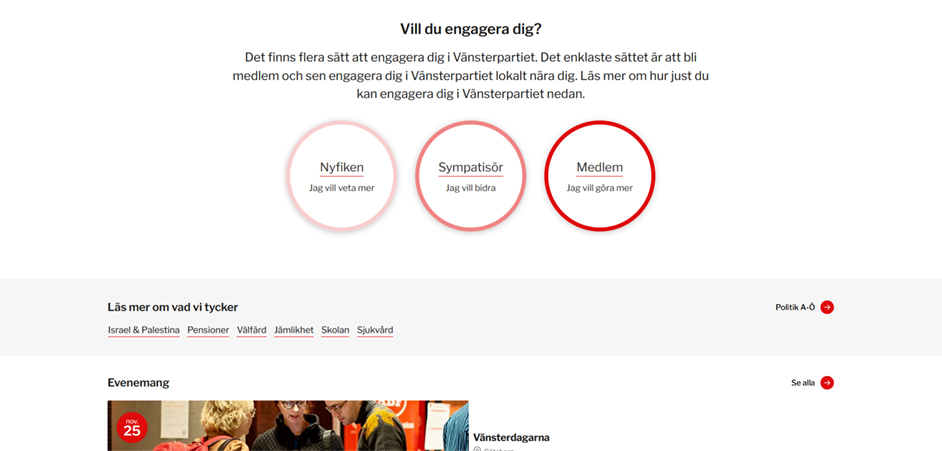 Vill du engagera dig?
Det finns flera sätt att engagera dig i Vänsterpartiet. Det enklaste sättet är att bli
medlem och sen engagera dig i Vänsterpartiet lokalt nära dig. Läs mer om hur just du
kan engagera dig i Vänsterpartiet nedan.
Nyfiken
Jag vill veta mer
Sympatisör
Jag vill bidra
Medlem
Jag vill göra mer
Läs mer om vad vi tycker
Politik A-Ö
Israel & Palestina Pensioner Välfärd Jämlikhet Skolan Sjukvård
Evenemang
Se alla
nov.
25
Vänsterdagarna